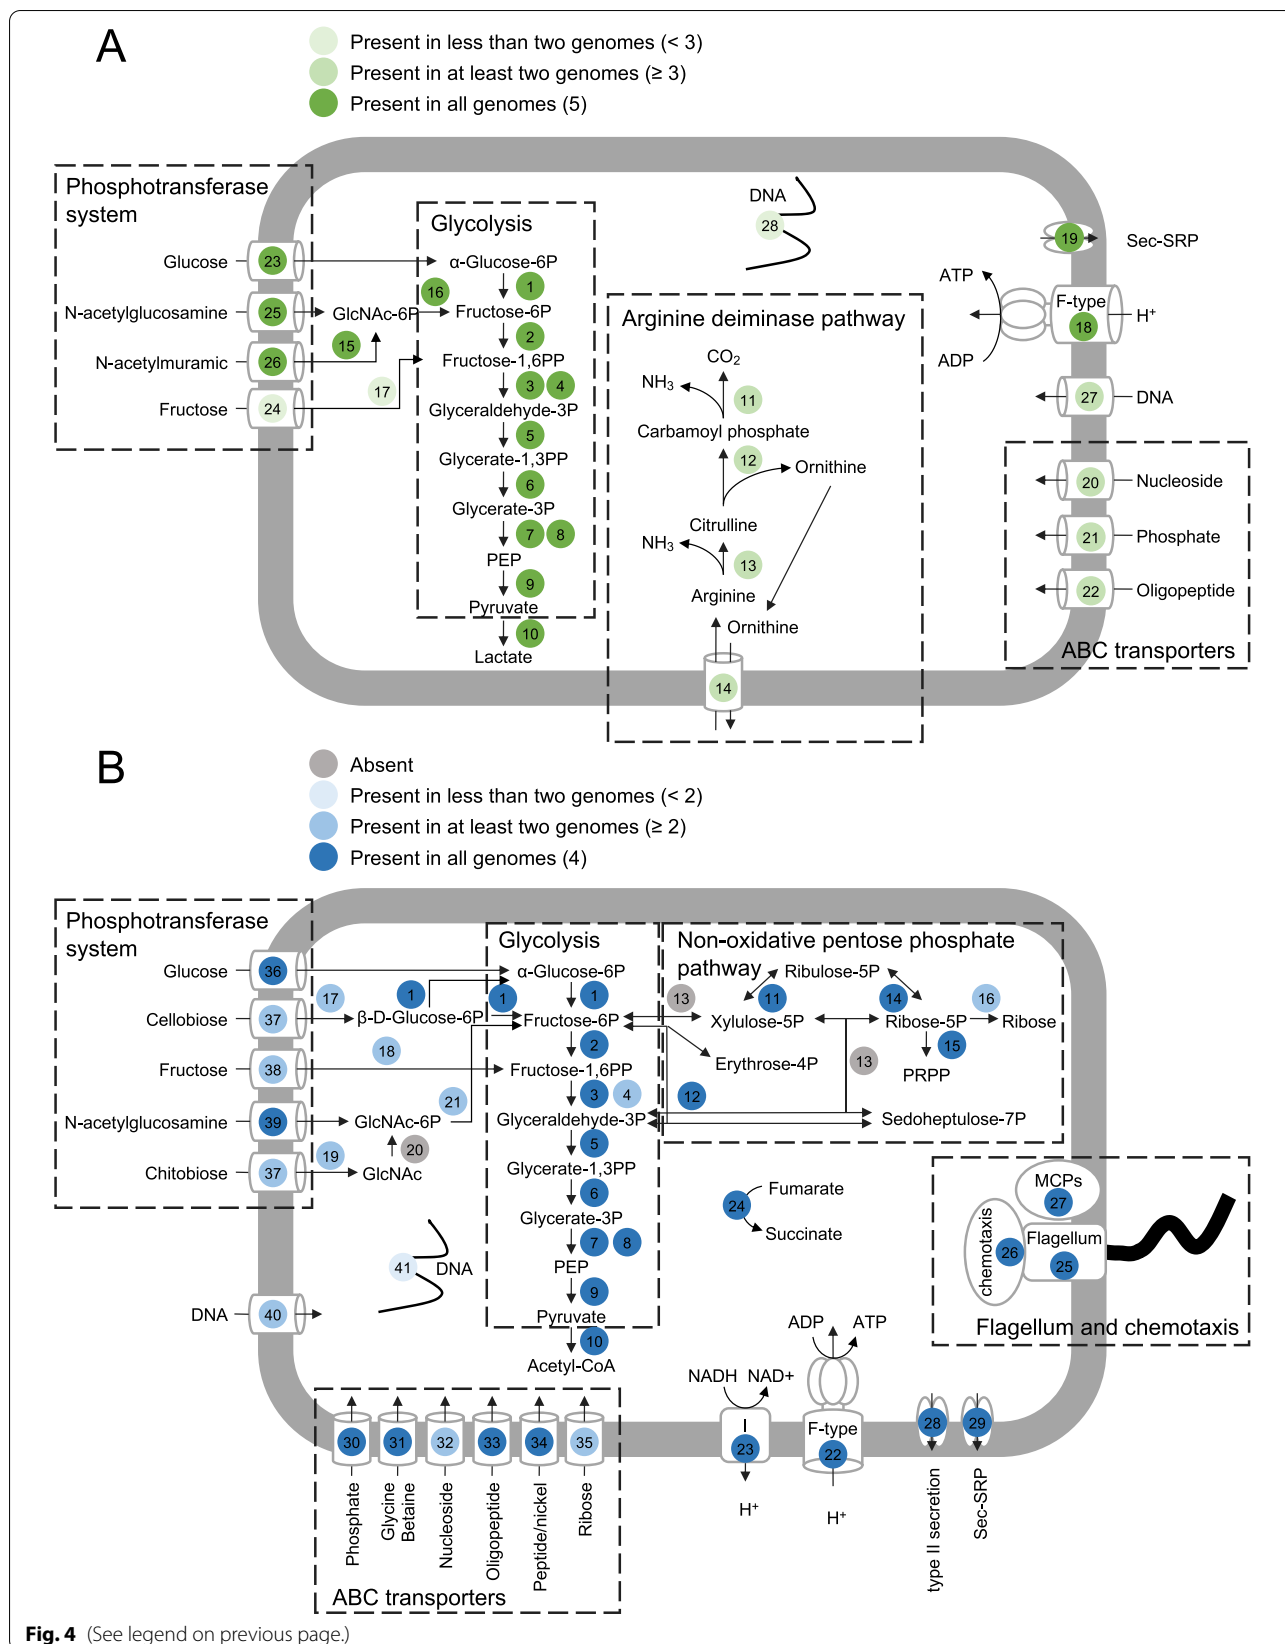 A
Present in less than two genomes (< 3)
Present in at least two genomes (≥ 3)
Present in all genomes (5)
Phosphotransferase
system
Glucose
23
N-acetylglucosamine
25
N-acetylmuramic
26
Fructose
24
GlcNAc-6P
15
16
17
Glycolysis
α-Glucose-6P
1
Fructose-6P
2
Fructose-1,6PP
3
4
Glyceraldehyde-3P
5
Glycerate-1,3PP
6
Glycerate-3P
7
8
PEP
9
Pyruvate
10
Lactate
DNA
28
Arginine deiminase pathway
CO2
NH3
11
Carbamoyl phosphate
12
Ornithine
Citrulline
NH3
13
Arginine
Ornithine
14
19
Sec-SRP
ATP
F-type
18
H+
ADP
27
DNA
20
Nucleoside
21
Phosphate
22
Oligopeptide
ABC transporters
B
Absent
Present in less than two genomes (< 2)
Present in at least two genomes (≥ 2)
Present in all genomes (4)
Phosphotransferase
system
Glucose
36
Cellobiose
37
Fructose
38
N-acetylglucosamine
39
Chitobiose
37
17
β-D-Glucose-6P
1
1
18
GlcNAc-6P
21
19
GlcNAc
20
Glycolysis
α-Glucose-6P
1
Fructose-6P
2
Fructose-1,6PP
3
4
Glyceraldehyde-3P
5
Glycerate-1,3PP
6
Glycerate-3P
7
8
PEP
9
Pyruvate
10
Acetyl-CoA
Non-oxidative pentose phosphate
pathway
Ribulose-5P
13
11
14
16
Xylulose-5P
Ribose-5P
Ribose
15
Erythrose-4P
13
PRPP
12
Sedoheptulose-7P
24
Fumarate
Succinate
MCPs
27
chemotaxis
26
Flagellum
25
Flagellum and chemotaxis
41
DNA
DNA
40
ADP
ATP
NADH
NAD+
I
23
H+
F-type
22
H+
28
type II secretion
29
Sec-SRP
30
31
32
33
34
35
Phosphate
Glycine
Betaine
Nucleoside
Oligopeptide
Peptide/nickel
Ribose
ABC transporters
Fig. 4 (See legend on previous page.)